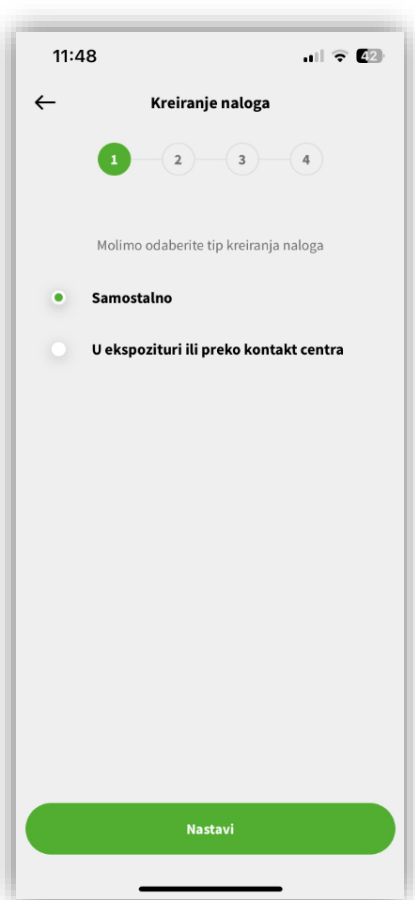 11:48
42
Kreiranje naloga
1 2 3 4
Molimo odaberite tip kreiranja naloga
Samostalno
U ekspozituri ili preko kontakt centra
Nastavi